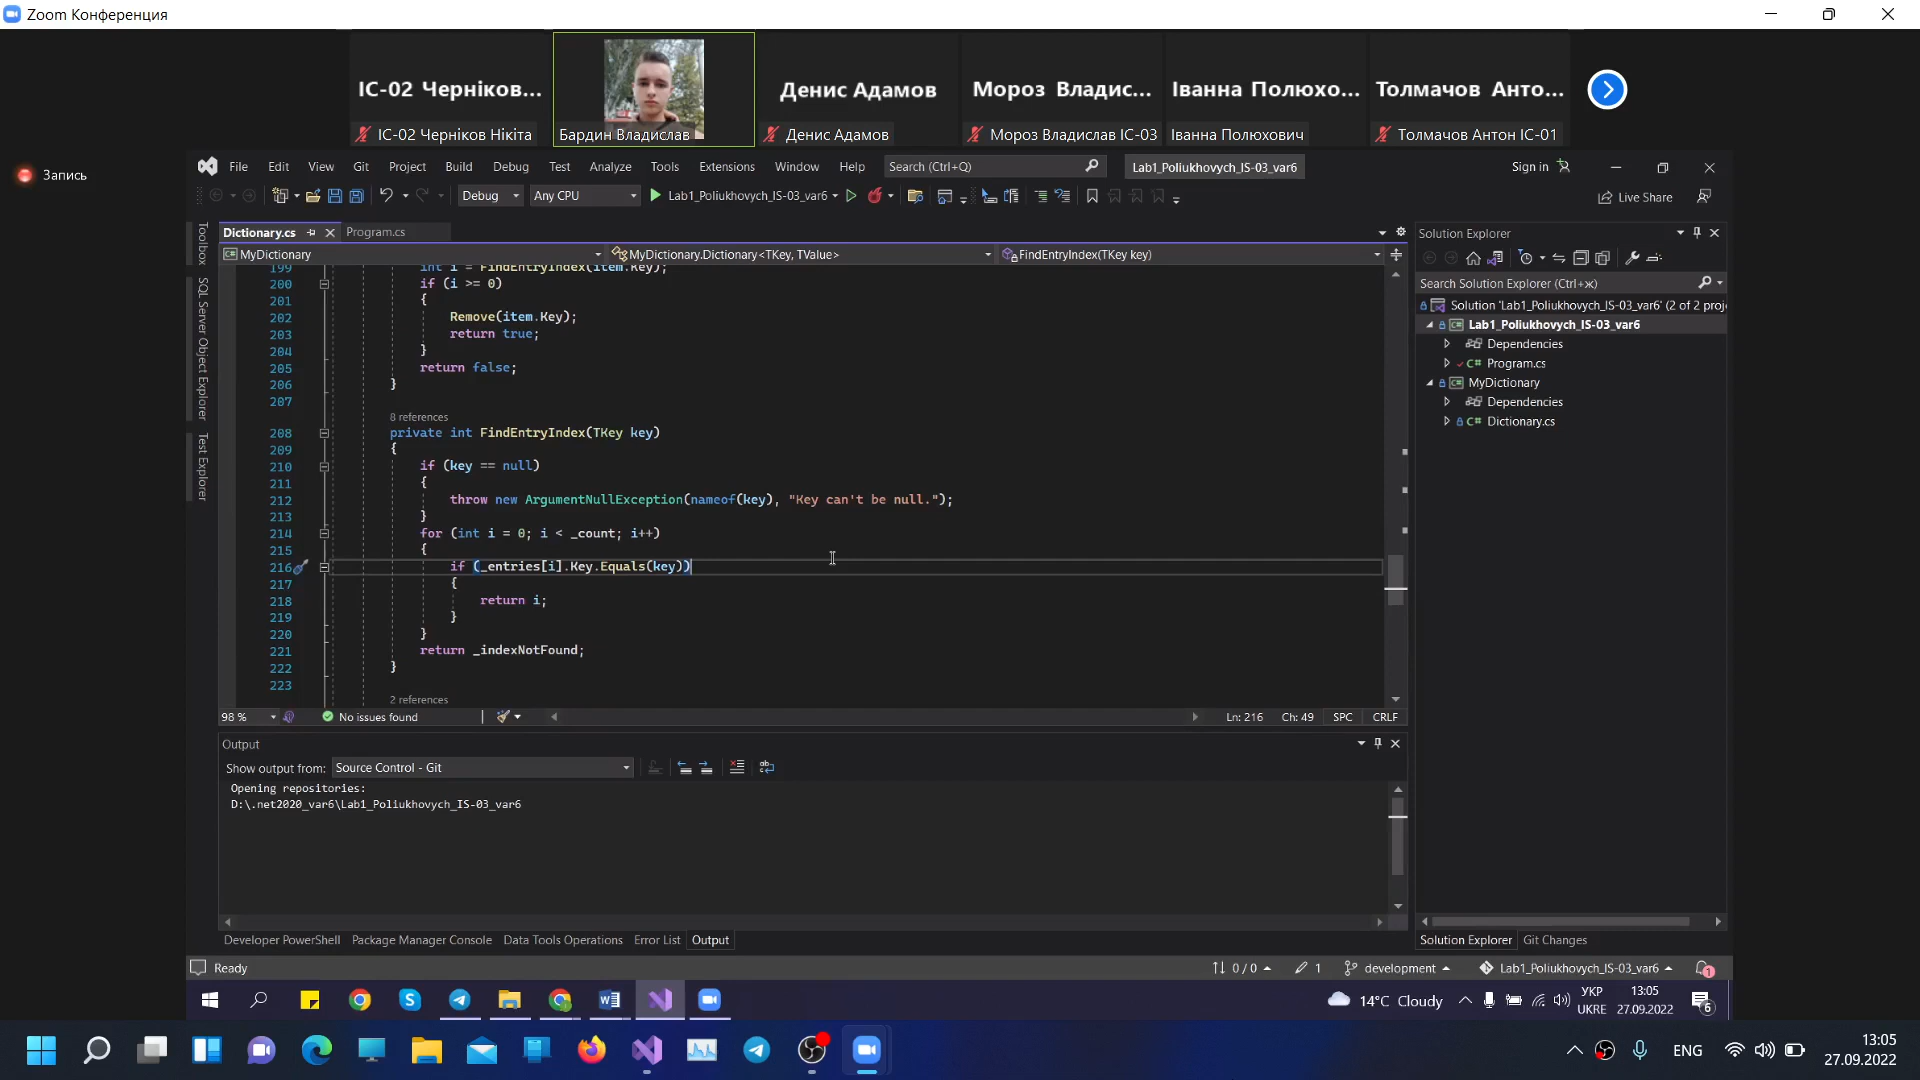 Zoom Конференция
ІС-02 Черніков...
Денис Адамов
Мороз Владис...
Іванна Полюхо...
Толмачов Анто...
ІС-02 Черніков Нікіта
Бардин Владислав
Денис Адамов
Мороз Владислав ІС-03
Іванна Полюхович
Толмачов Антон ІС-01
Запись
File Edit View Git Project Build Debug Test Analyze Tools Extensions Window Help Search (Ctrl+Q) Lab1_Poliukhovych_IS-03_var6 Sign in
Debug Any CPU Lab1_Poliukhovych_IS-03_var6 Live Share
Toolbox
SQL Server Object Explorer
Test Explorer
Dictionary.cs Program.cs
MyDictionary MyDictionary.Dictionary<TKey, TValue> FindEntryIndex(TKey key)
199 int i = FindEntryIndex(item.Key);
200 if (i >= 0)
201 {
202 Remove(item.Key);
203 return true;
204 }
205 return false;
206 }
207
8 references
208 private int FindEntryIndex(TKey key)
209 {
210 if (key == null)
211 {
212 throw new ArgumentNullException(nameof(key), "Key can't be null.");
213 }
214 for (int i = 0; i < _count; i++)
215 {
216 if (_entries[i].Key.Equals(key))
217 {
218 return i;
219 }
220 }
221 return _indexNotFound;
222 }
223
2 references
98 % No issues found Ln: 216 Ch: 49 SPC CRLF
Output
Show output from: Source Control - Git
Opening repositories:
D:\.net2020_var6\Lab1_Poliukhovych_IS-03_var6
Developer PowerShell Package Manager Console Data Tools Operations Error List Output
Solution Explorer
Search Solution Explorer (Ctrl+ж)
Solution 'Lab1_Poliukhovych_IS-03_var6' (2 of 2 proj
Lab1_Poliukhovych_IS-03_var6
Dependencies
C# Program.cs
MyDictionary
Dependencies
C# Dictionary.cs
Solution Explorer Git Changes
Ready 0 / 0 1 development Lab1_Poliukhovych_IS-03_var6 1
14°C Cloudy УКР 13:05
UKRE 27.09.2022 6
ENG 13:05
27.09.2022